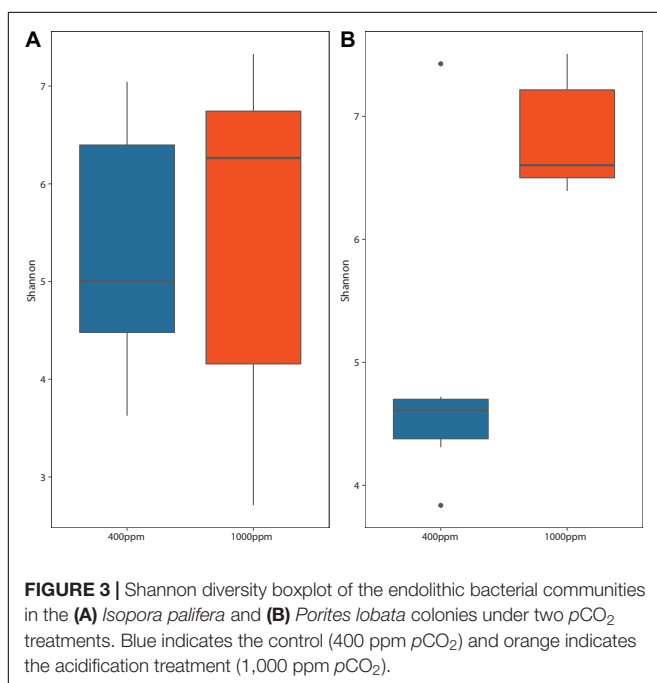 A
B
7
6
5
4
3
Shannon
400ppm
1000ppm
7
6
5
4
Shannon
400ppm
1000ppm
FIGURE 3 | Shannon diversity boxplot of the endolithic bacterial communities
in the (A) Isopora palifera and (B) Porites lobata colonies under two pCO2
treatments. Blue indicates the control (400 ppm pCO2) and orange indicates
the acidification treatment (1,000 ppm pCO2).